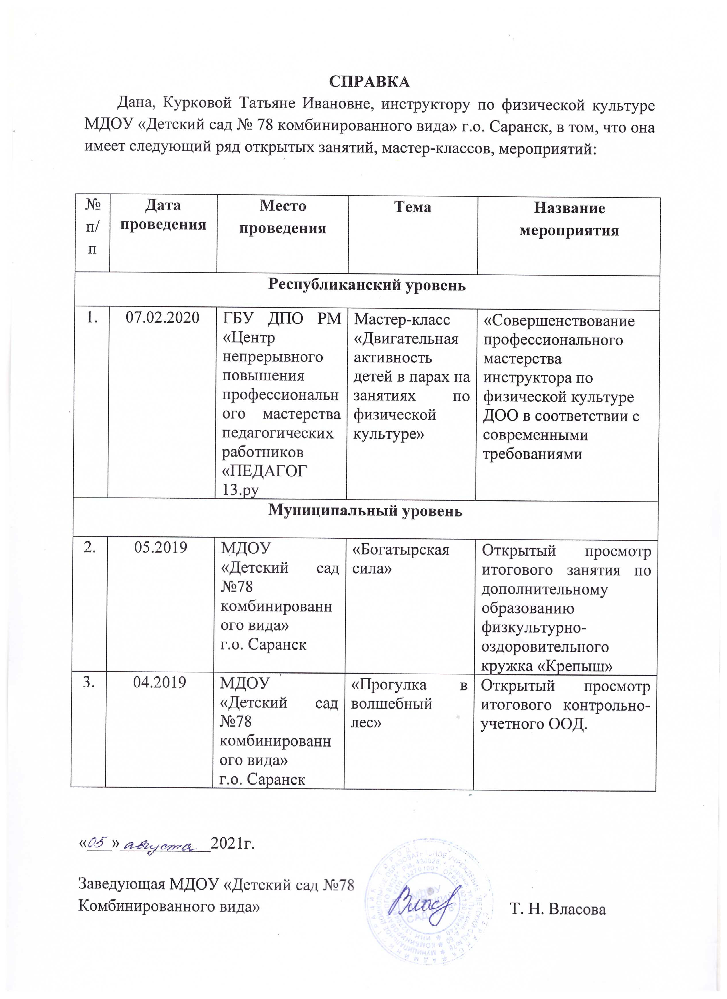 СПРАВКА
Дана, Курковой Татьяне Ивановне, инструктору по физической культуре
МДОУ «Детский сад № 78 комбинированного вида» г.о. Саранск, в том, что она
имеет следующий ряд открытых занятий, мастер-классов, мероприятий:
№
п/
п
Дата
проведения
Место
проведения
Тема
Название
мероприятия
Республиканский уровень
1.
07.02.2020
ГБУ ДПО РМ
«Центр
непрерывного
повышения
профессиональн
ого мастерства
педагогических
работников
«ПЕДАГОГ
13.ру
Мастер-класс
«Двигательная
активность
детей в парах на
занятиях по
физической
культуре»
«Совершенствование
профессионального
мастерства
инструктора по
физической культуре
ДОО в соответствии с
современными
требованиями
Муниципальный уровень
2.
05.2019
МДОУ
«Детский сад
№78
комбинированн
ого вида»
г.о. Саранск
«Богатырская
сила»
Открытый просмотр
итогового занятия по
дополнительному
образованию
физкультурно-
оздоровительного
кружка «Крепыш»
3.
04.2019
МДОУ
«Детский сад
№78
комбинированн
ого вида»
г.о. Саранск
«Прогулка в
волшебный
лес»
Открытый просмотр
итогового контрольно-
учетного ООД.
«05» августа 2021г.
Заведующая МДОУ «Детский сад №78
Комбинированного вида»
Т. Н. Власова